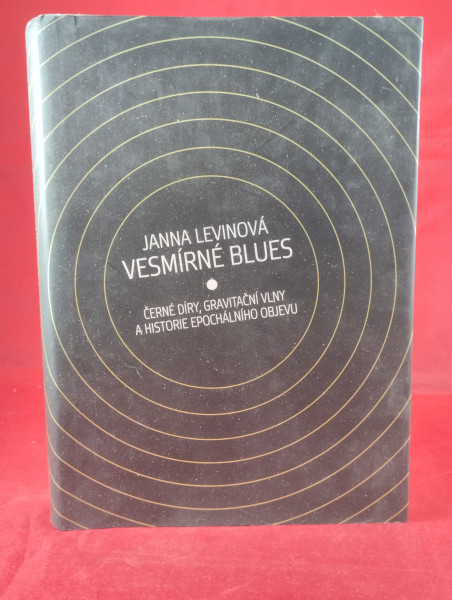 JANNA LEVINOVÁ
VESMÍRNÉ BLUES
ČERNÉ DÍRY, GRAVITAČNÍ VLNY
A HISTORIE EPOCHÁLNÍHO OBJEVU